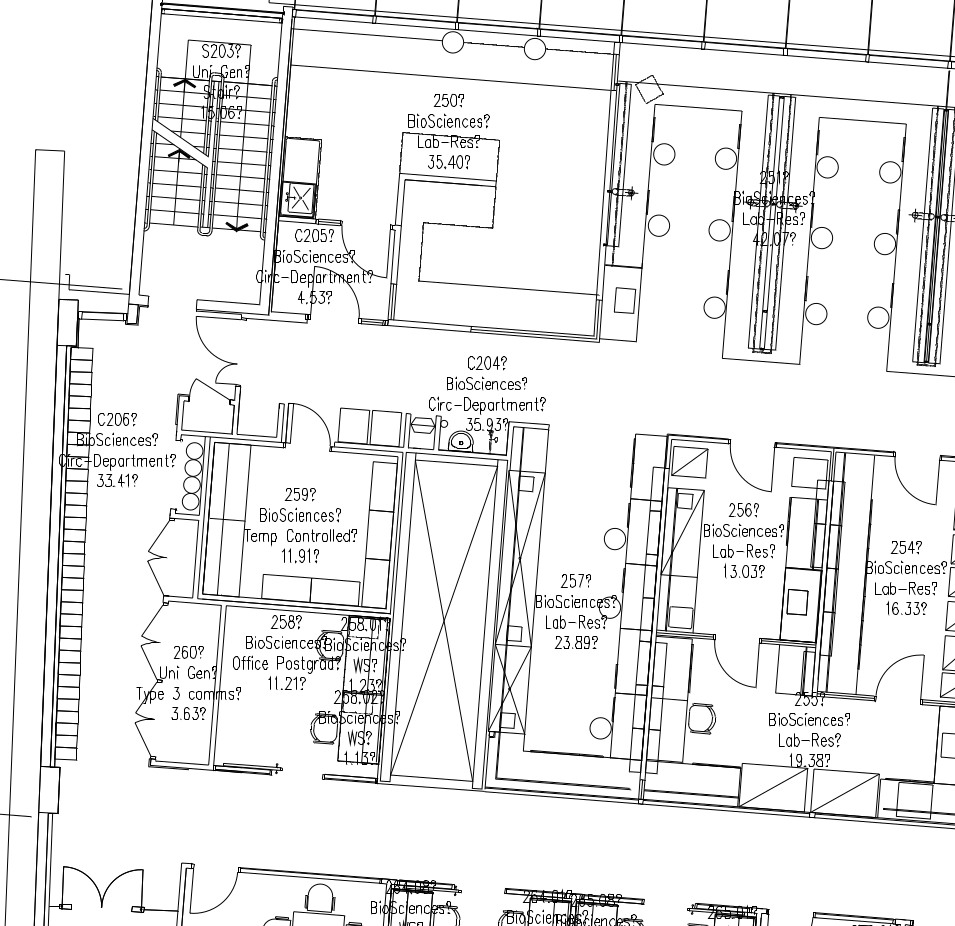 S203?
Uni Gen?
Stair?
15.06?
250?
BioSciences?
Lab-Res?
35.40?
251?
BioSciences?
Lab-Res?
42.07?
C205?
BioSciences?
Circ-Department?
4.53?
C204?
BioSciences?
Circ-Department?
35.93?
C206?
BioSciences?
Circ-Department?
33.41?
259?
BioSciences?
Temp Controlled?
11.91?
256?
BioSciences?
Lab-Res?
13.03?
254?
BioSciences?
Lab-Res?
16.33?
257?
BioSciences?
Lab-Res?
23.89?
258?
BioSciences?
Office Postgrad?
11.21?
258.01?
BioSciences?
WS?
1.23?
258.02?
BioSciences?
WS?
1.13?
260?
Uni Gen?
Type 3 comms?
3.63?
255?
BioSciences?
Lab-Res?
19.38?
BioSciences?
WS?
264.01?
BioSciences?
BioSciences?